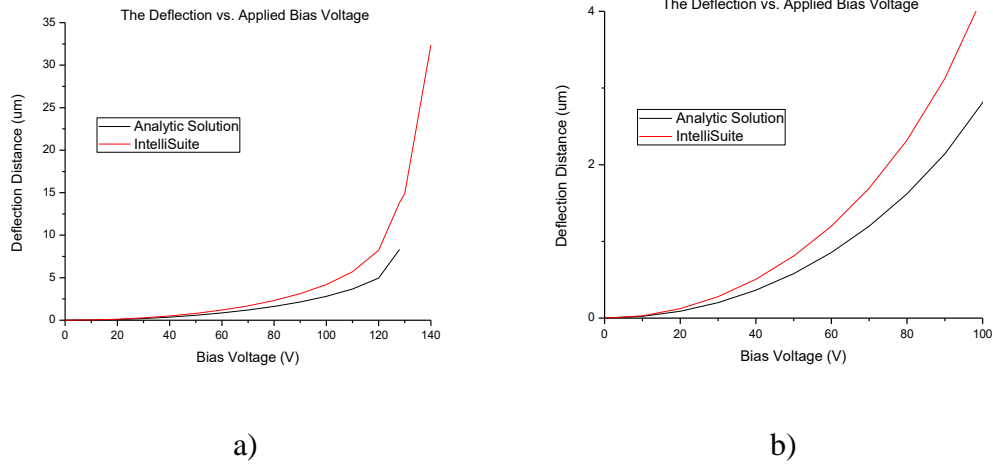 The Deflection vs. Applied Bias Voltage
35
30
25
20
15
10
5
0
Deflection Distance (um)
Analytic Solution
IntelliSuite
0 20 40 60 80 100 120 140
Bias Voltage (V)
a)
The Deflection vs. Applied Bias Voltage
4
2
0
Deflection Distance (um)
Analytic Solution
IntelliSuite
0 20 40 60 80 100
Bias Voltage (V)
b)